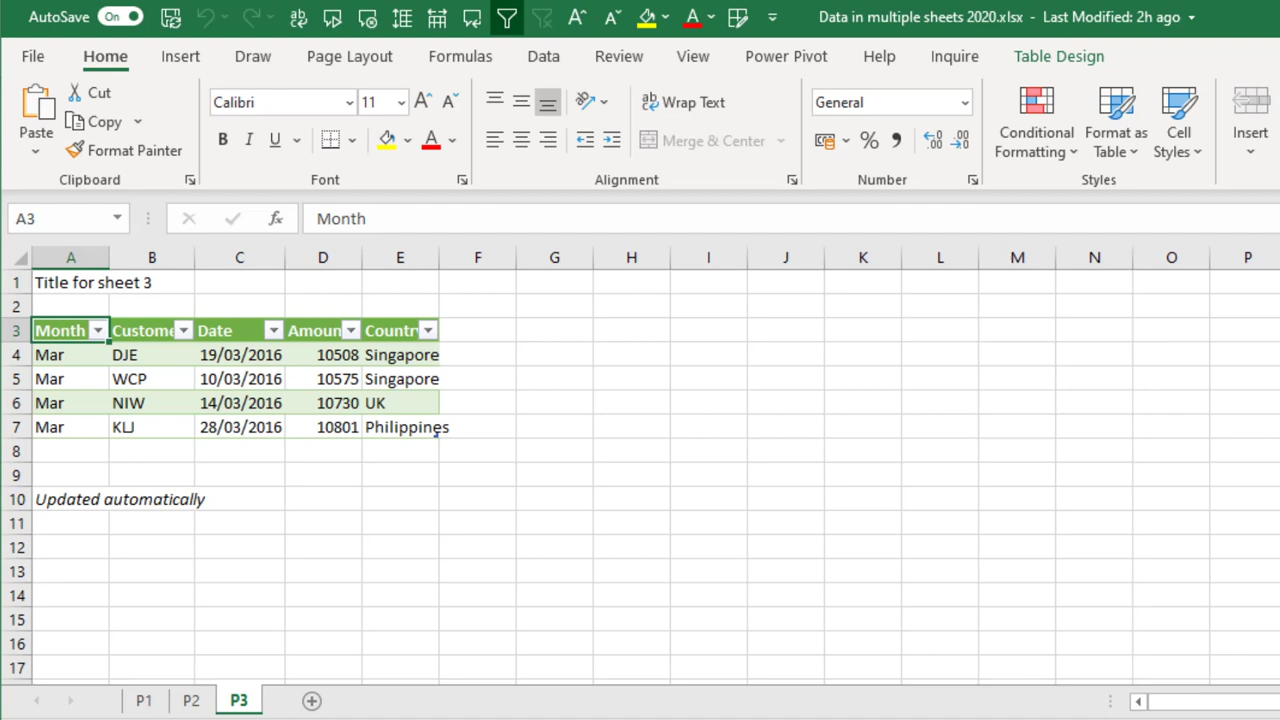 AutoSave On Data in multiple sheets 2020.xlsx - Last Modified: 2h ago
File Home Insert Draw Page Layout Formulas Data Review View Power Pivot Help Inquire Table Design
Paste Cut Copy Format Painter
Calibri 11
B I U
Wrap Text
Merge & Center
General
% 9
Conditional Formatting Format as Table Cell Styles Insert
Clipboard Font Alignment Number Styles
A3 fx Month
A B C D E F G H I J K L M N O P
1 Title for sheet 3
2
3 Month Custome Date Amoun Country
4 Mar DJE 19/03/2016 10508 Singapore
5 Mar WCP 10/03/2016 10575 Singapore
6 Mar NIW 14/03/2016 10730 UK
7 Mar KLJ 28/03/2016 10801 Philippines
8
9
10 Updated automatically
11
12
13
14
15
16
17
P1 P2 P3